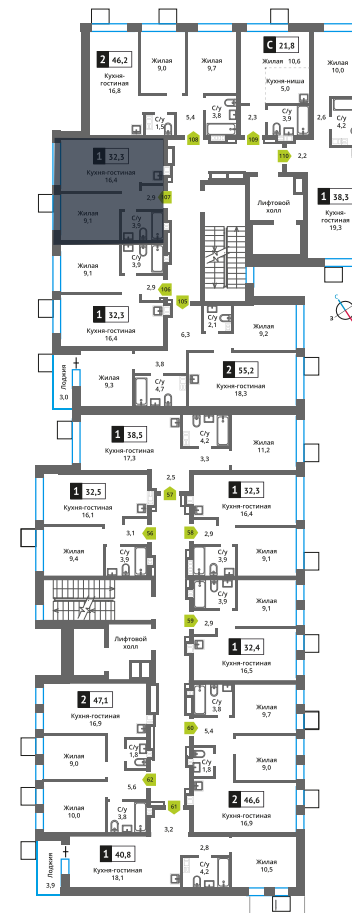 2 46,2
Кухня-
гостиная
16,8
Жилая
9,0
Жилая
9,7
С/у
1,5
5,4
С/у
3,8
108
С 21,8
Жилая 10,6
Кухня-ниша
5,0
2,3
С/у
3,9
109
Жилая
10,0
2,6
С/у
4,2
110
2,2
1 32,3
Кухня-гостиная
16,4
2,9
107
Жилая
9,1
С/у
3,9
Лифтовой
холл
1 38,3
Кухня-гостиная
19,3
С/у
3,9
Жилая
9,1
2,9
106
105
1 32,3
Кухня-гостиная
16,4
6,3
С/у
2,1
Жилая
9,2
З
С
Лоджия
3,0
Жилая
9,3
3,8
С/у
4,7
2 55,2
Кухня-гостиная
18,3
1 38,5
Кухня-гостиная
17,3
С/у
4,2
3,3
Жилая
11,2
2,5
57
1 32,5
Кухня-гостиная
16,1
1 32,3
Кухня-гостиная
16,4
3,1
56
58
2,9
Жилая
9,4
С/у
3,9
С/у
3,9
Жилая
9,1
С/у
3,9
Жилая
9,1
59
2,9
Лифтовой
холл
1 32,4
Кухня-гостиная
16,5
2 47,1
Кухня-гостиная
16,9
С/у
3,8
Жилая
9,7
60
5,4
С/у
1,8
Жилая
9,0
С/у
1,8
Жилая
9,0
62
5,6
Жилая
10,0
С/у
3,8
61
3,2
2 46,6
Кухня-гостиная
16,9
Лоджия
3,9
1 40,8
Кухня-гостиная
18,1
2,8
С/у
4,2
Жилая
10,5